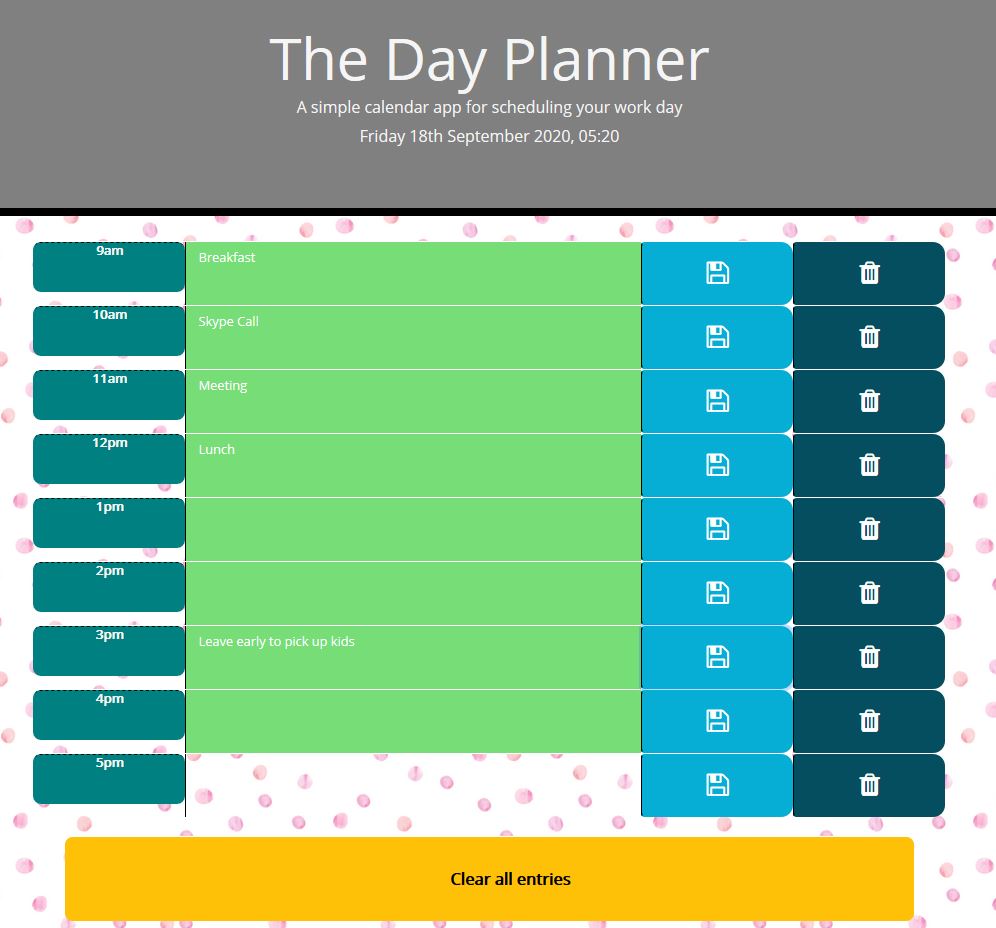 The Day Planner
A simple calendar app for scheduling your work day
Friday 18th September 2020, 05:20
9am
Breakfast
10am
Skype Call
11am
Meeting
12pm
Lunch
1pm
2pm
3pm
Leave early to pick up kids
4pm
5pm
Clear all entries